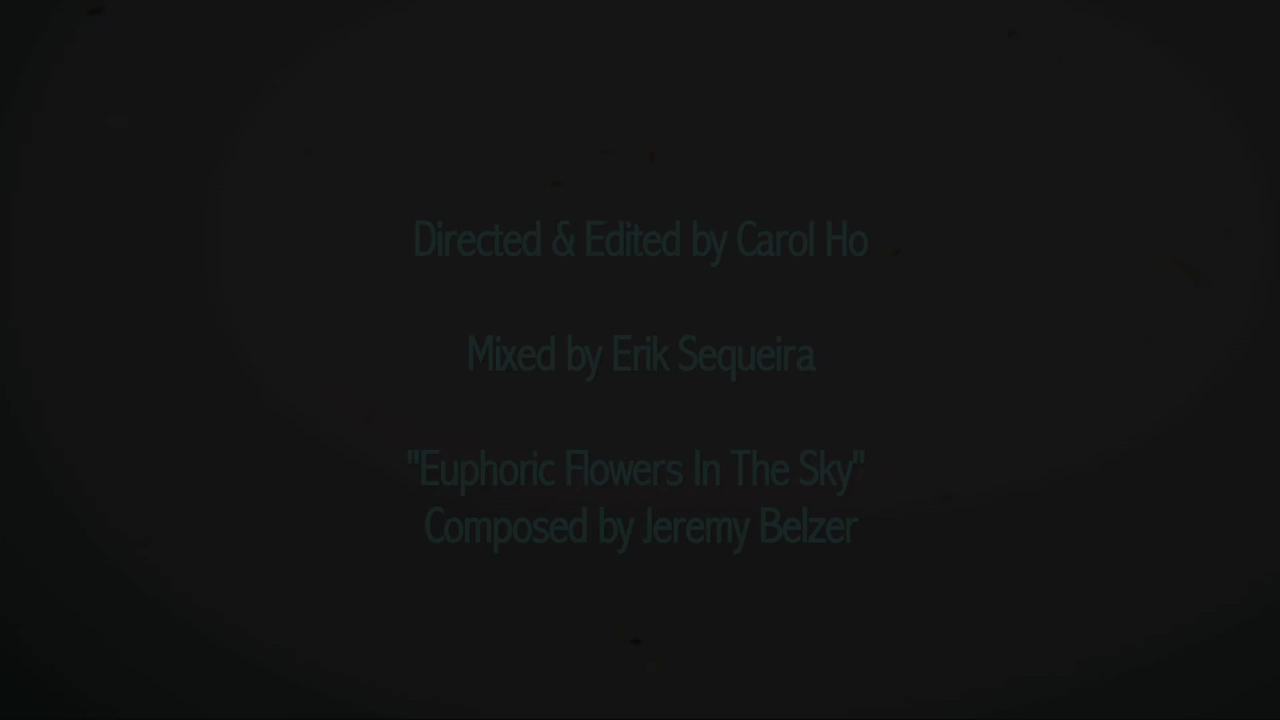 Directed & Edited by Carol Ho
Mixed by Erik Sequeira
"Euphoric Flowers In The Sky"
Composed by Jeremy Belzer